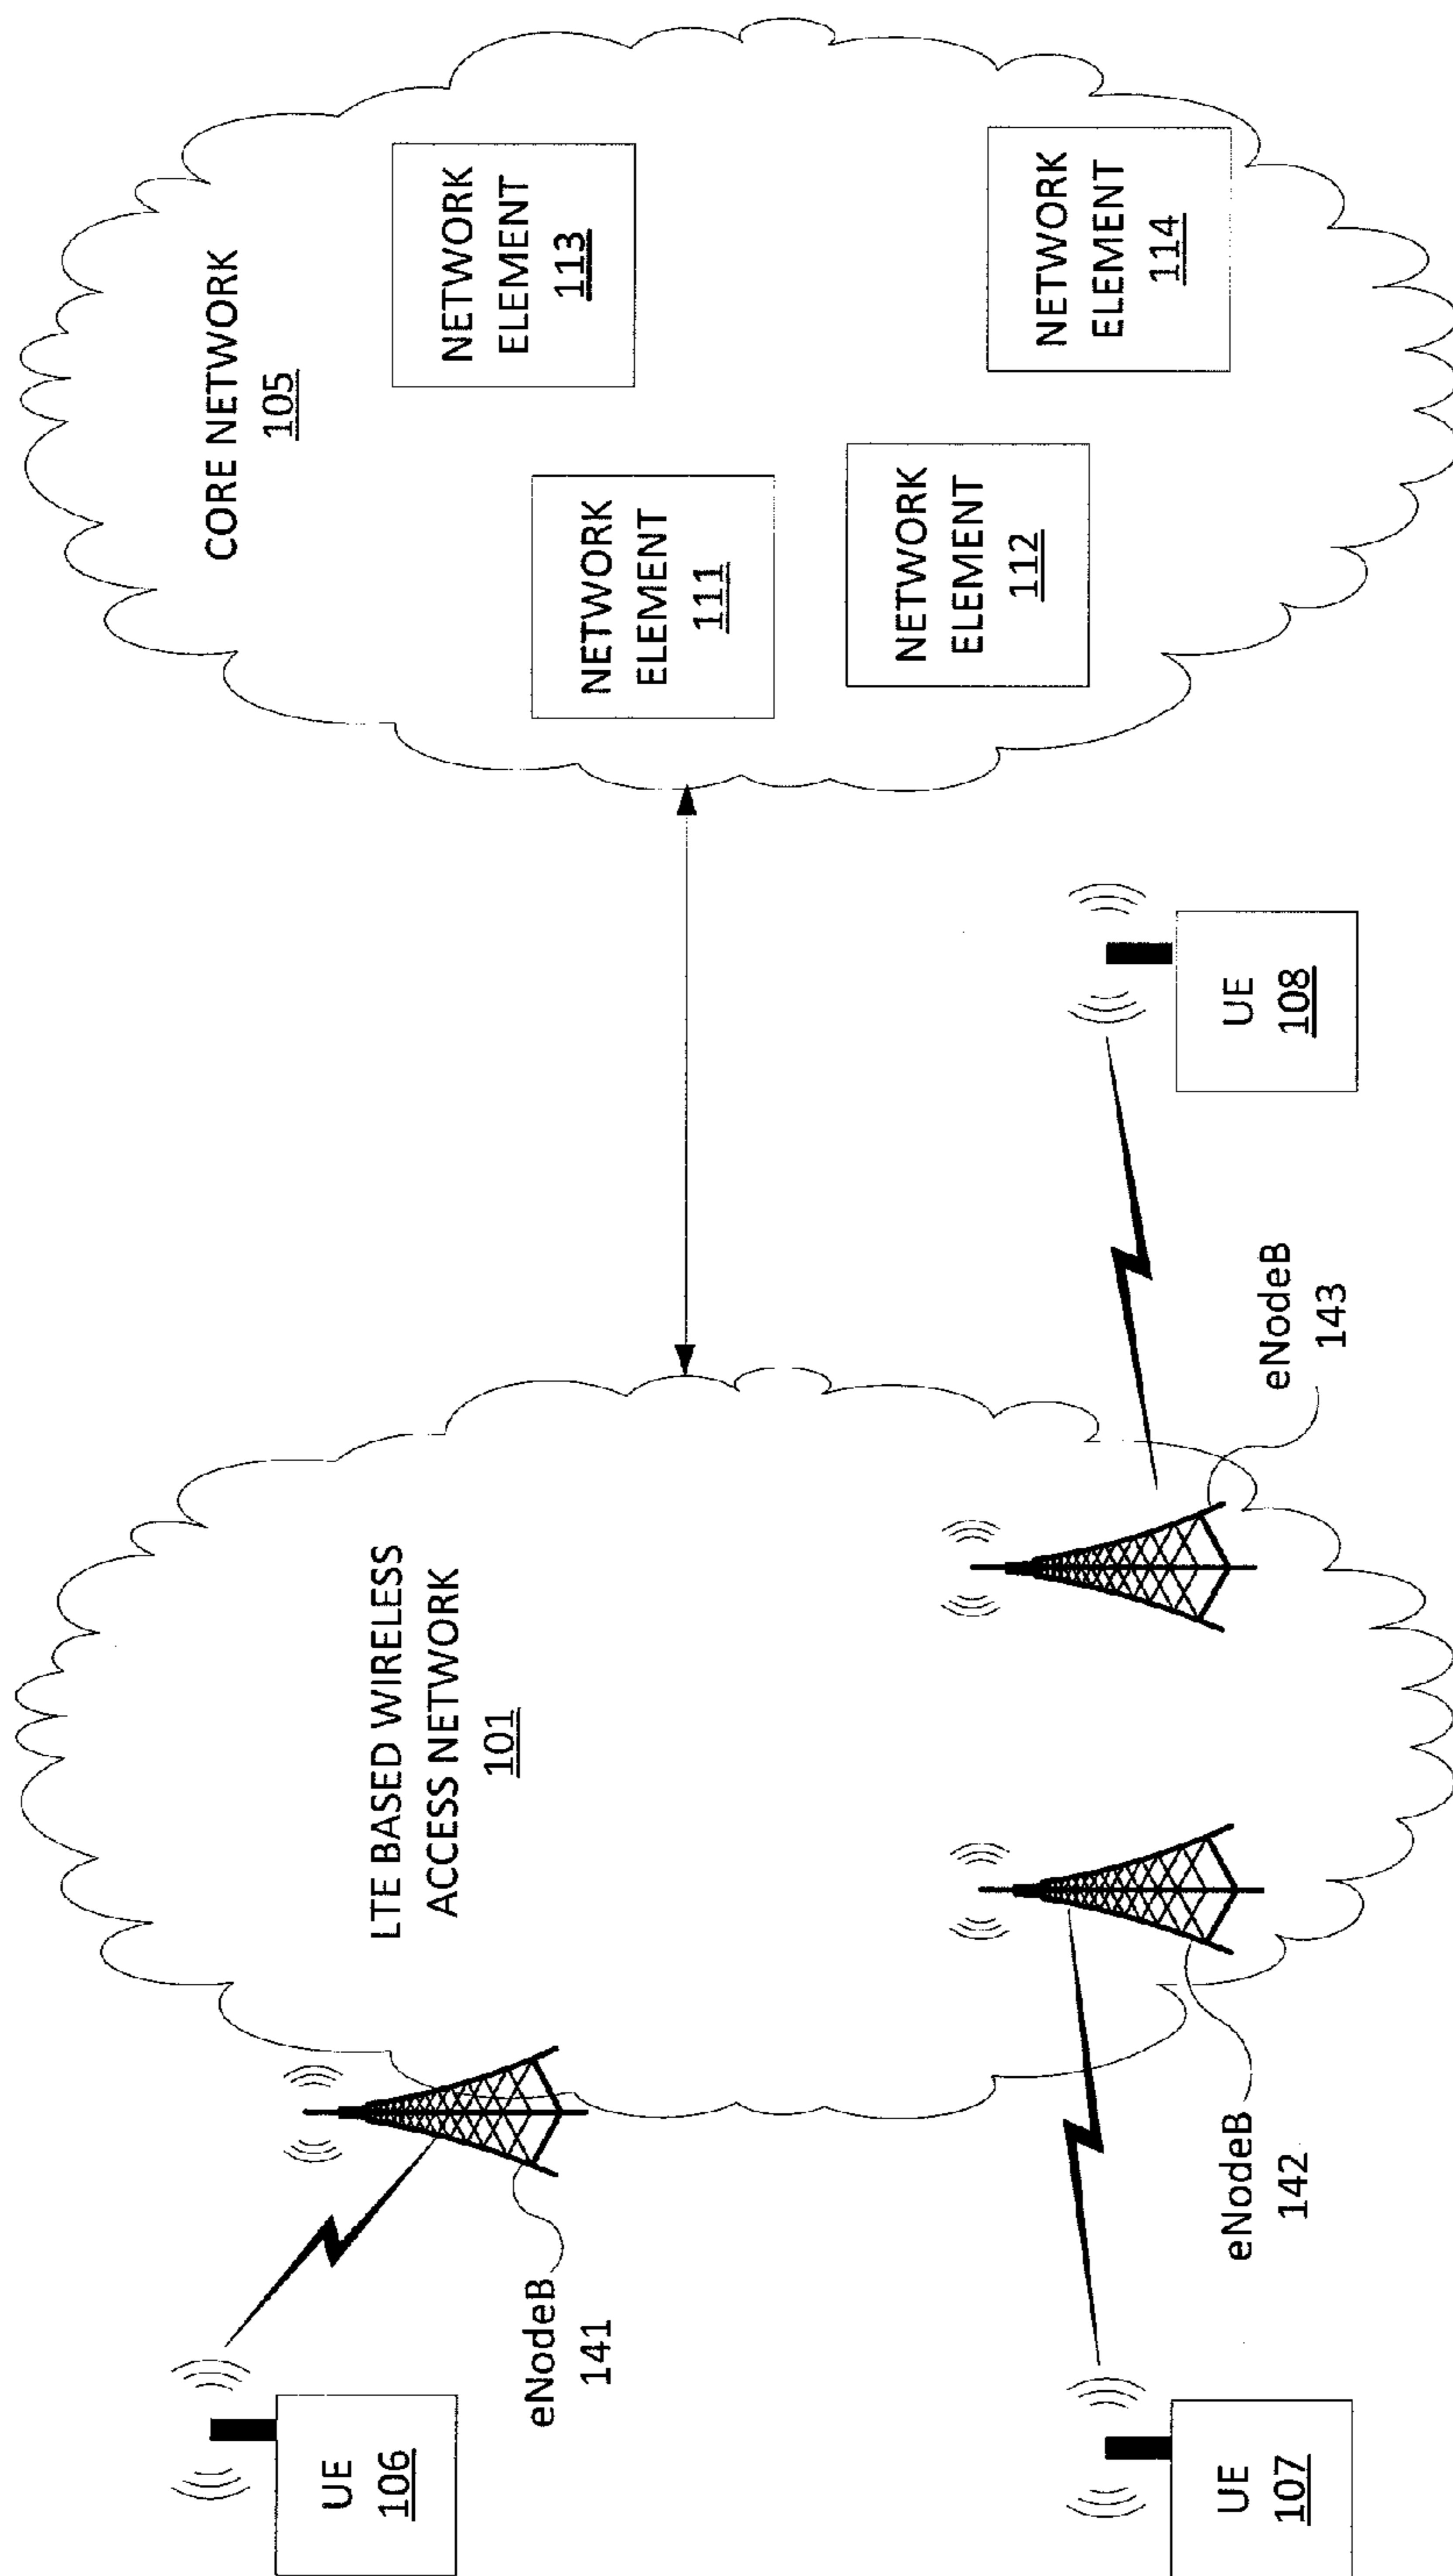 LTE BASED WIRELESS
ACCESS NETWORK
101
CORE NETWORK
105
NETWORK
ELEMENT
111
NETWORK
ELEMENT
113
NETWORK
ELEMENT
112
NETWORK
ELEMENT
114
UE
106
eNodeB
141
UE
107
eNodeB
142
eNodeB
143
UE
108